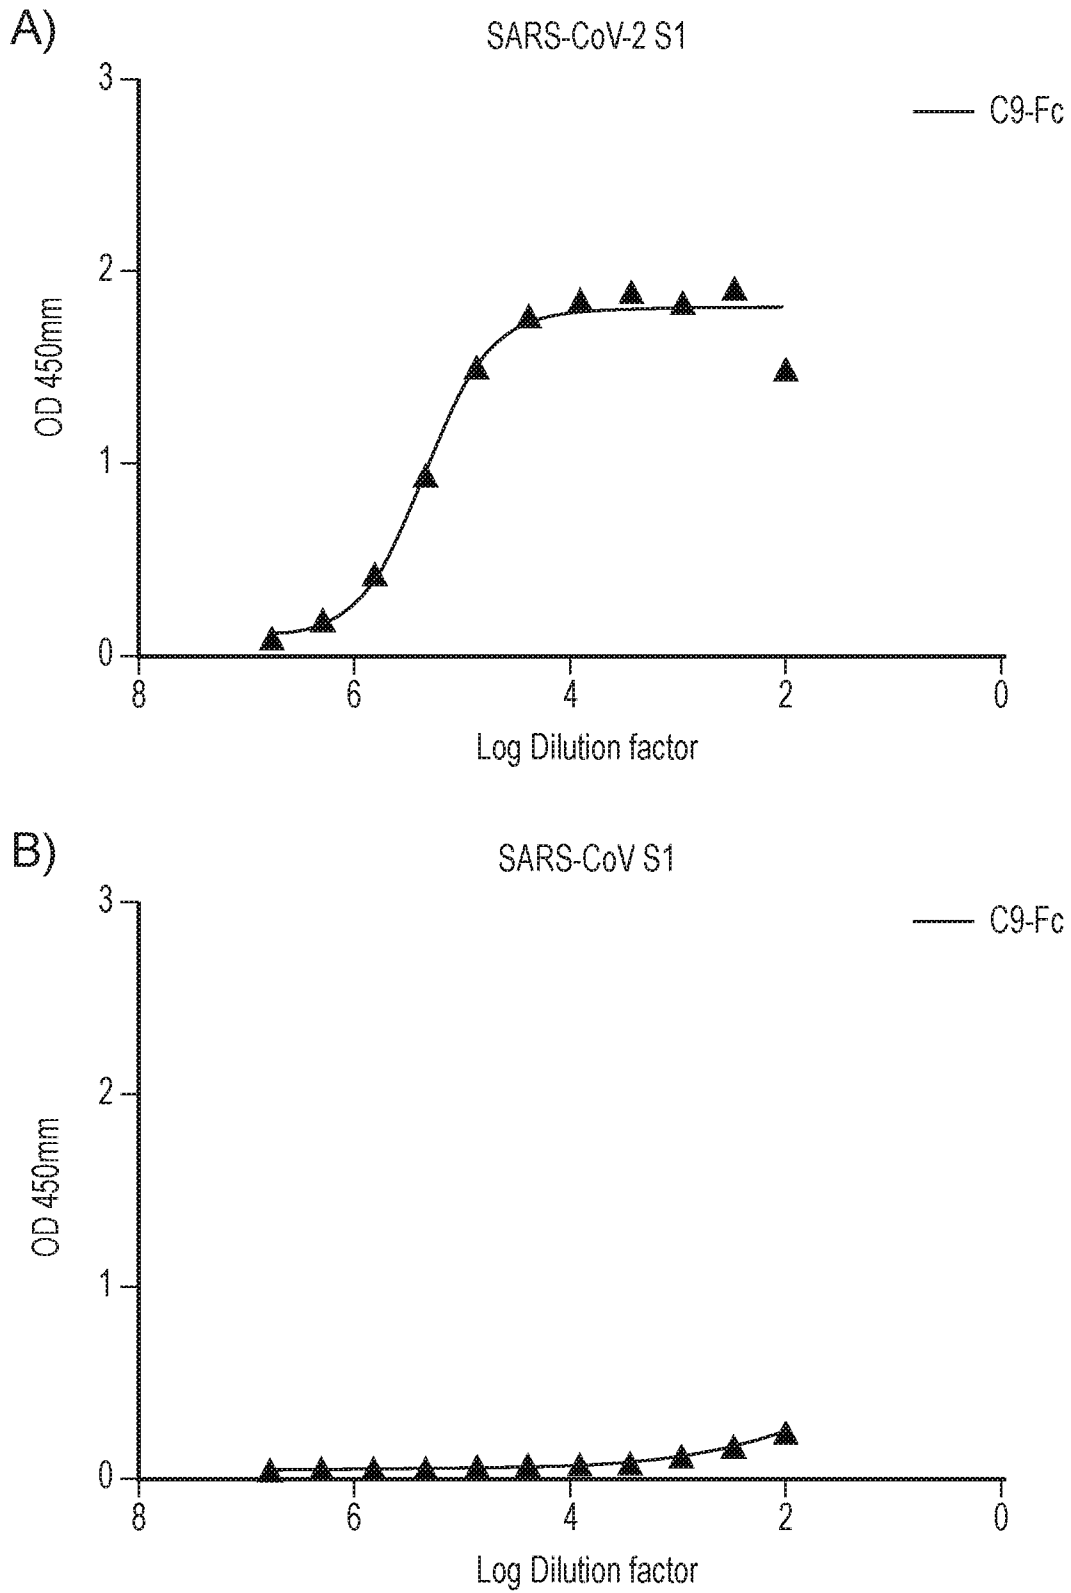 A)
SARS-CoV-2 S1
3
2
1
0
OD 450mm
C9-Fc
8 6 4 2 0
Log Dilution factor
B)
SARS-CoV S1
3
2
1
0
OD 450mm
C9-Fc
8 6 4 2 0
Log Dilution factor